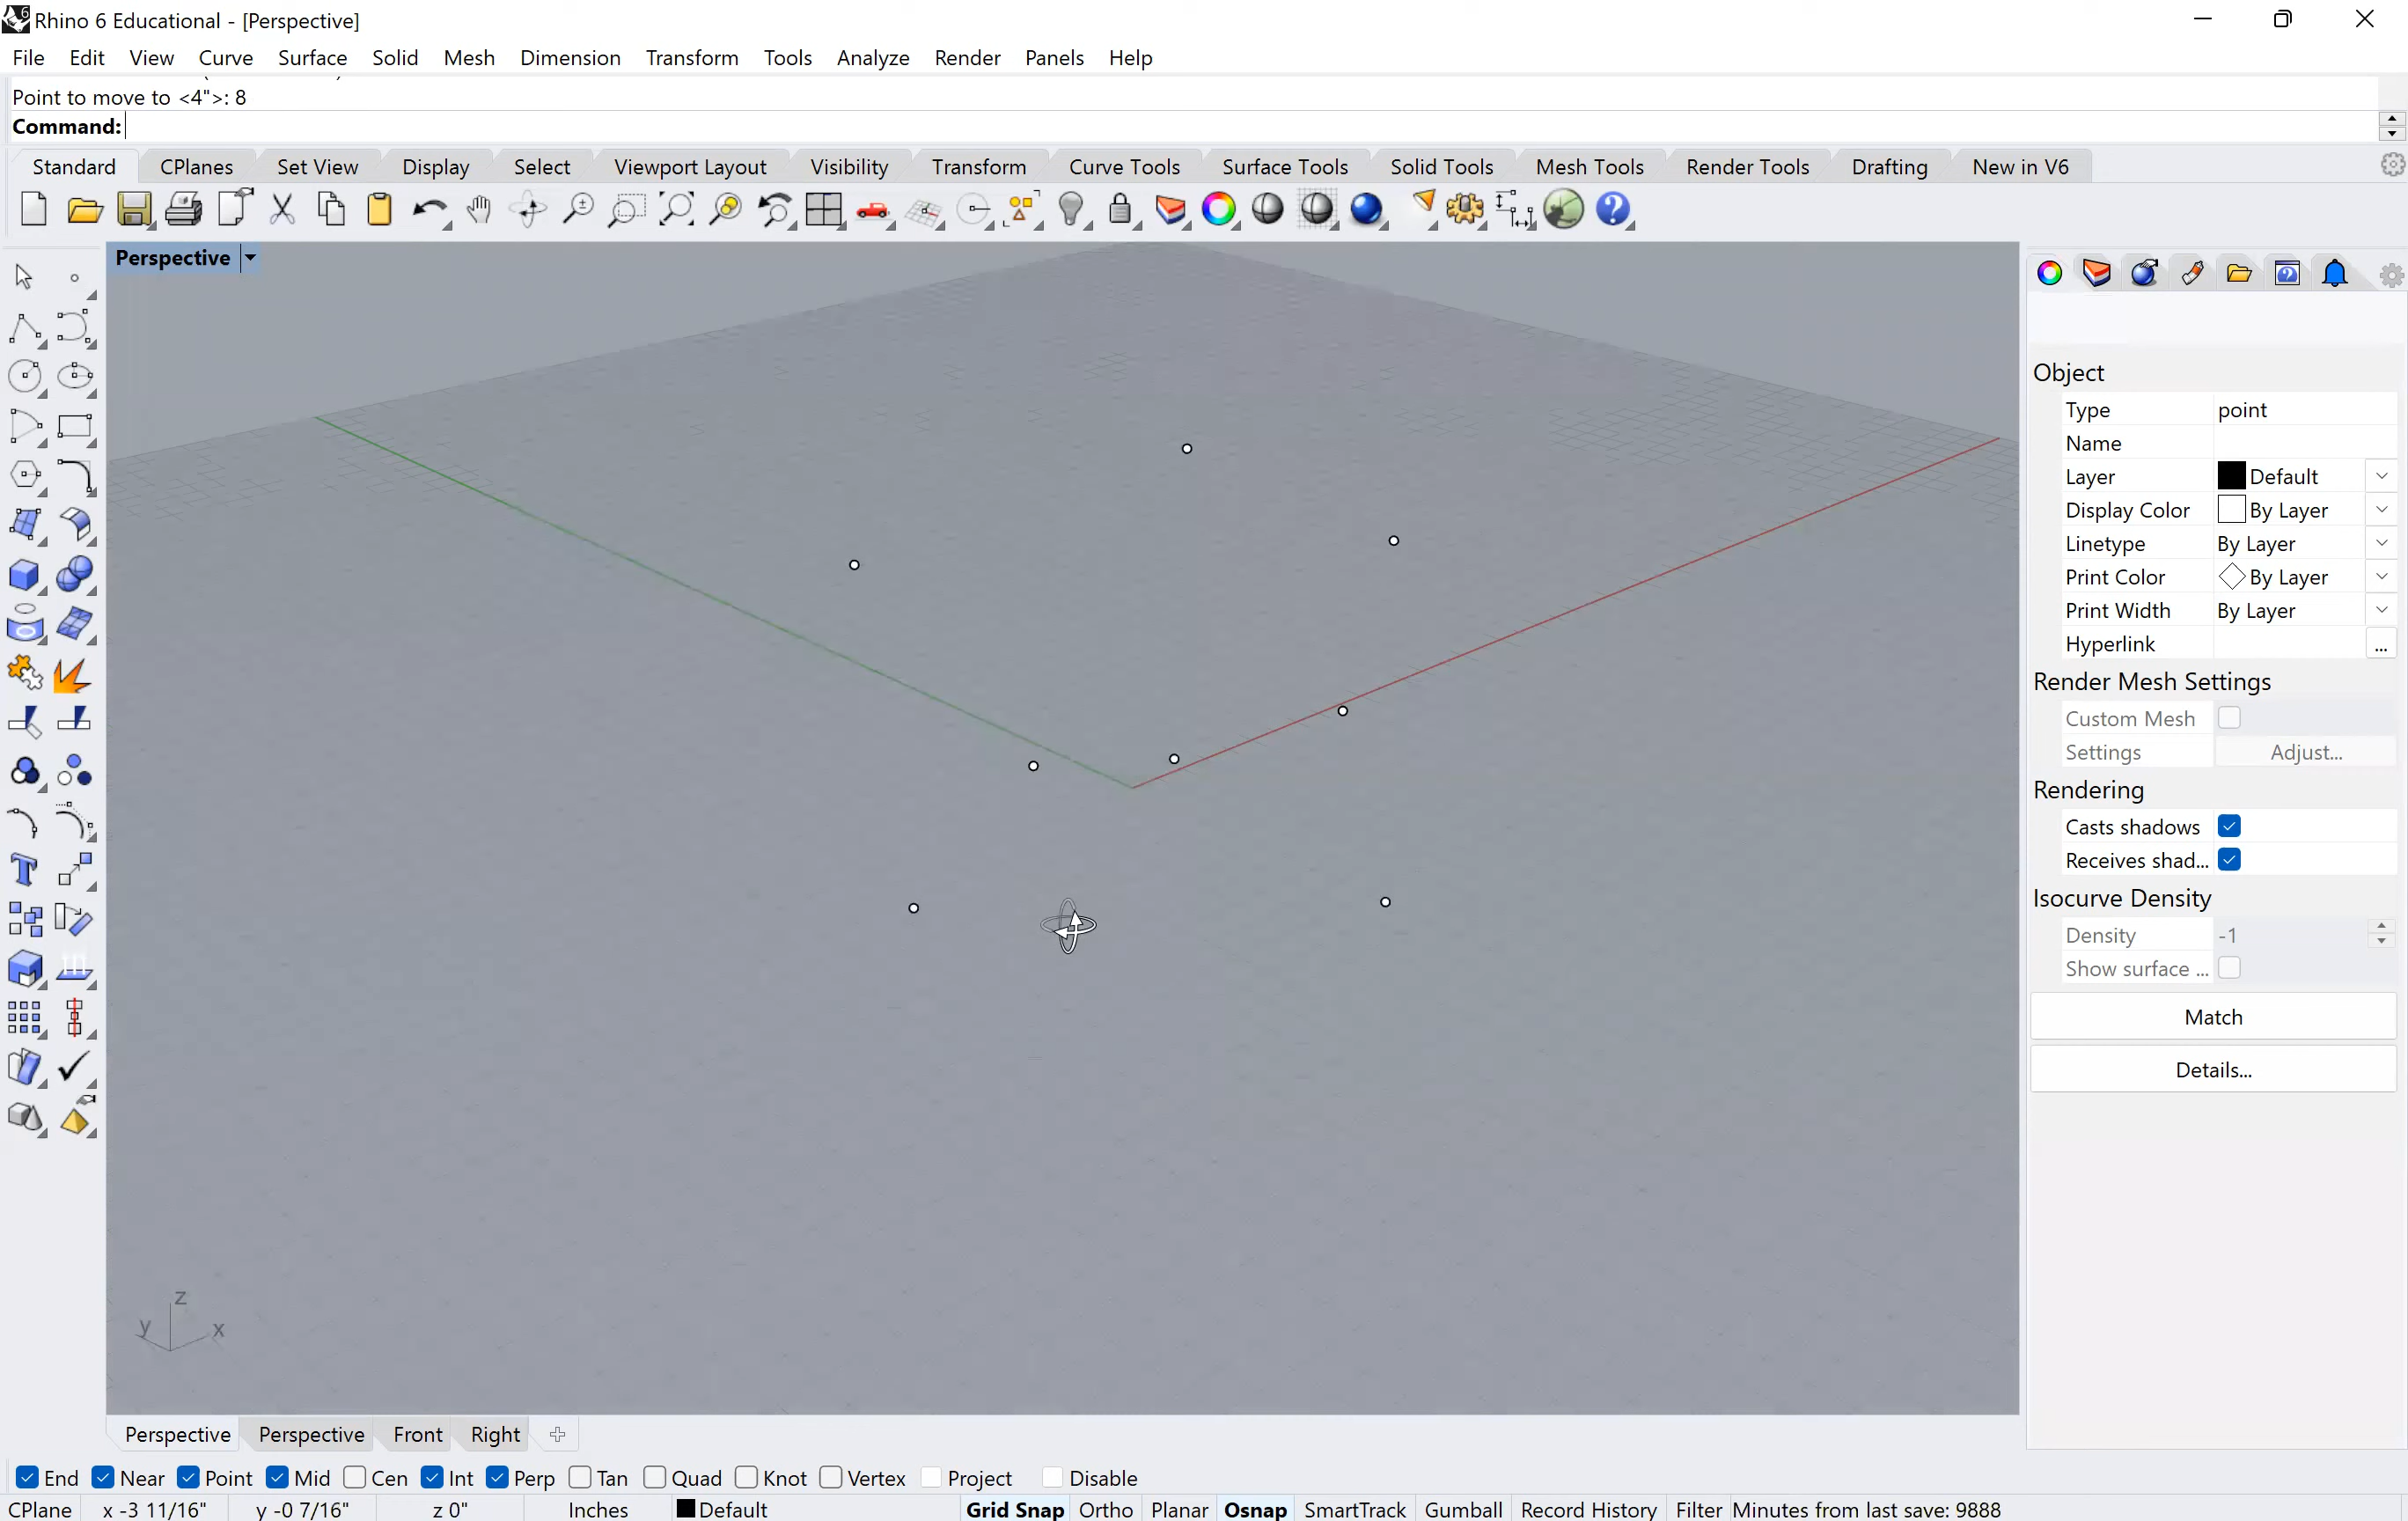 Rhino 6 Educational - [Perspective]
File Edit View Curve Surface Solid Mesh Dimension Transform Tools Analyze Render Panels Help
Point to move to <4">: 8
Command:
Standard CPlanes Set View Display Select Viewport Layout Visibility Transform Curve Tools Surface Tools Solid Tools Mesh Tools Render Tools Drafting New in V6
Perspective
Object
Type point
Name
Layer Default
Display Color By Layer
Linetype By Layer
Print Color By Layer
Print Width By Layer
Hyperlink ...
Render Mesh Settings
Custom Mesh
Settings Adjust...
Rendering
Casts shadows
Receives shad...
Isocurve Density
Density -1
Show surface ...
Match
Details...
z
y x
Perspective Perspective Front Right
End Near Point Mid Cen Int Perp Tan Quad Knot Vertex Project Disable
CPlane x -3 11/16" y -0 7/16" z 0" Inches Default Grid Snap Ortho Planar Osnap SmartTrack Gumball Record History Filter Minutes from last save: 9888